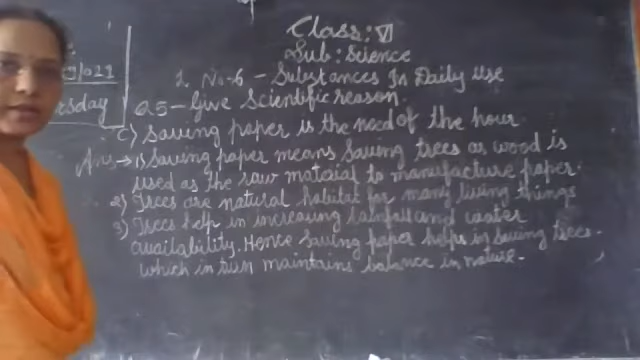 Class: VI
Sub: Science
2021
L. No-6 - Substances In Daily Use
sday
Q5- Give Scientific reason.
c) Saving paper is the need of the hour.
Ans → 1) Saving paper means saving trees as wood is
used as the raw material to manufacture paper.
2) Trees are natural habitat for many living things
3) Trees help in increasing rainfall and water
availability. Hence saving paper helps in saving trees.
which in turn maintains balance in nature.